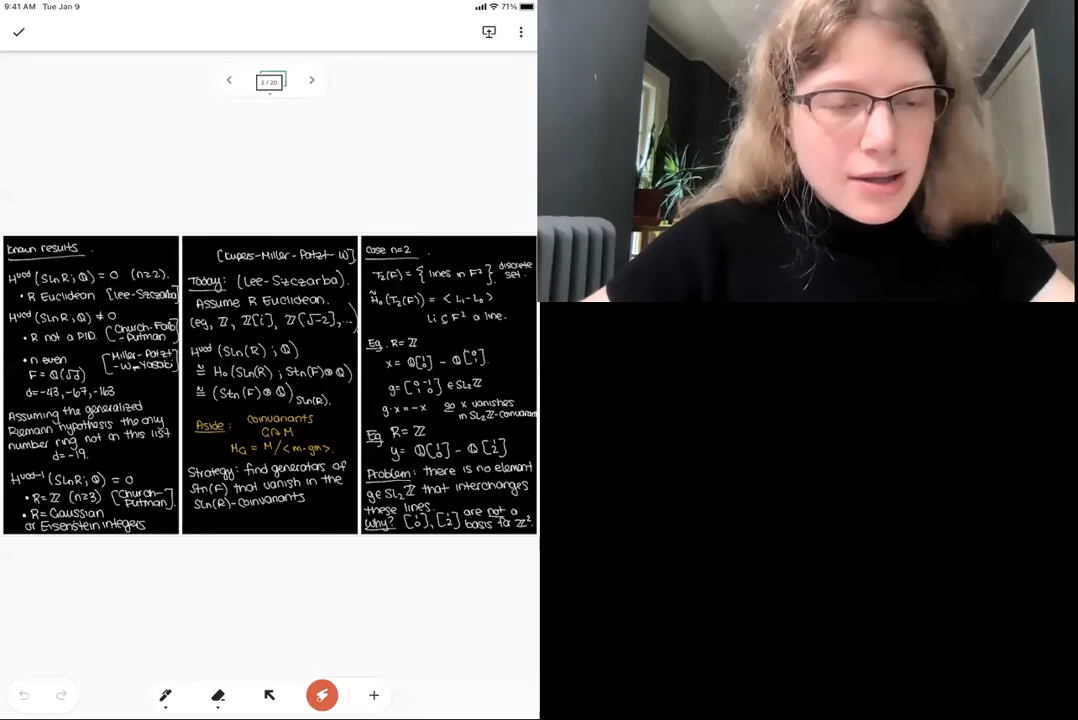 9:41 AM Tue Jan 9
71%
2 / 20
Known results
H^vcd (SLn R; Q) = 0 (n≥2).
• R Euclidean [Lee-Szczarba]
H^vcd (SLn R; Q) ≠ 0
• R not a PID. [Church-Farb-Putman]
• n even [Miller-Patzt-W-Yasaki]
F = Q(√d)
d=-43,-67,-163
Assuming the generalized
Riemann hypothesis the only
number ring not on this list
d=-19.
H^vcd-1 (SLn R; Q) = 0
• R=Z (n≥3) [Church-Putman].
• R=Gaussian
or Eisenstein integers
[Kupers-Miller-Patzt-W]
Today: (Lee-Szczarba).
Assume R Euclidean.
(eg, Z, Z[i], Z[√-2],...)
H^vcd (SLn(R); Q)
≅ H0 (SLn(R); Stn(F)⊗Q)
≅ (Stn(F)⊗Q)SLn(R).
Aside: coinvariants
G↷M
MG = M/<m-gm>.
Strategy: find generators of
Stn(F) that vanish in the
SLn(R)-coinvariants
Case n=2.
T2(F) = { lines in F² } discrete set.
H̃0 (T2(F)) = < L1-L0 >
Li ⊆ F² a line.
Eg. R=Z
x = Q[1 0] - Q[0 1].
g=[0 -1 1 0] ∈ SL2Z
g·x=-x so x vanishes
in SL2Z-coinvariants
Eg R=Z
y= Q[1 0] - Q[1 2]
Problem: there is no element
g∈SL2Z that interchanges
these lines.
Why? [1 0], [1 2] are not a
basis for Z².